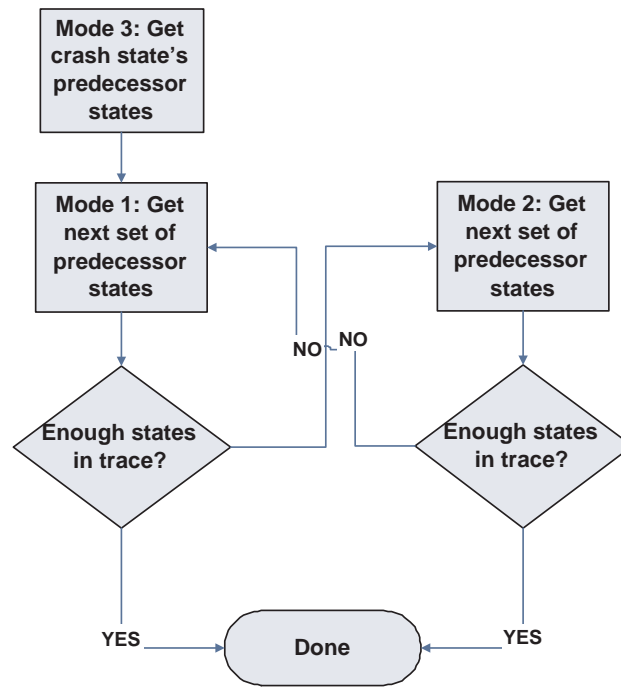 Mode 3: Get
crash state’s
predecessor
states
Mode 1: Get
next set of
predecessor
states
Mode 2: Get
next set of
predecessor
states
NO
NO
Enough states
in trace?
Enough states
in trace?
YES
Done
YES